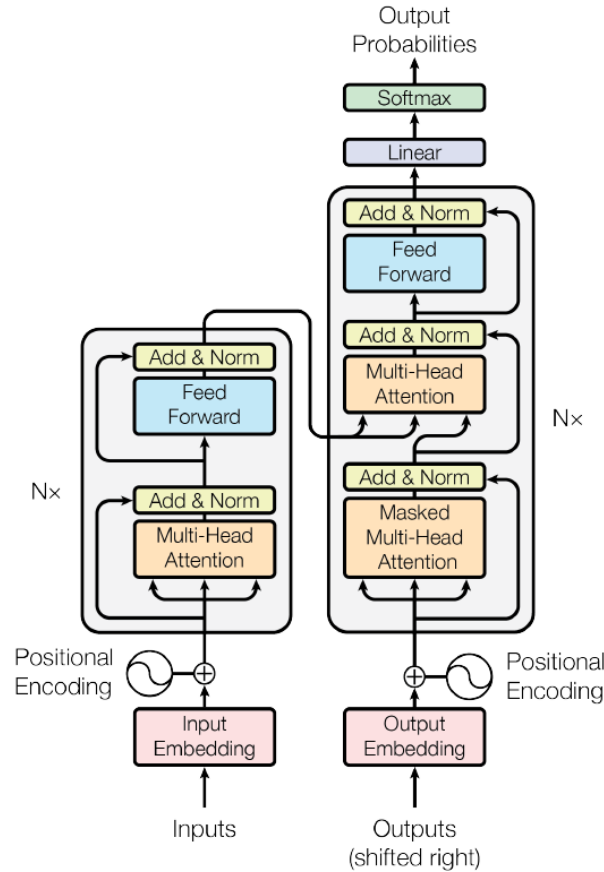 Output
Probabilities
Softmax
Linear
Add & Norm
Feed
Forward
Add & Norm
Multi-Head
Attention
Add & Norm
Masked
Multi-Head
Attention
Nx
Add & Norm
Feed
Forward
Add & Norm
Multi-Head
Attention
Nx
Positional
Encoding
Positional
Encoding
Input
Embedding
Output
Embedding
Inputs
Outputs
(shifted right)